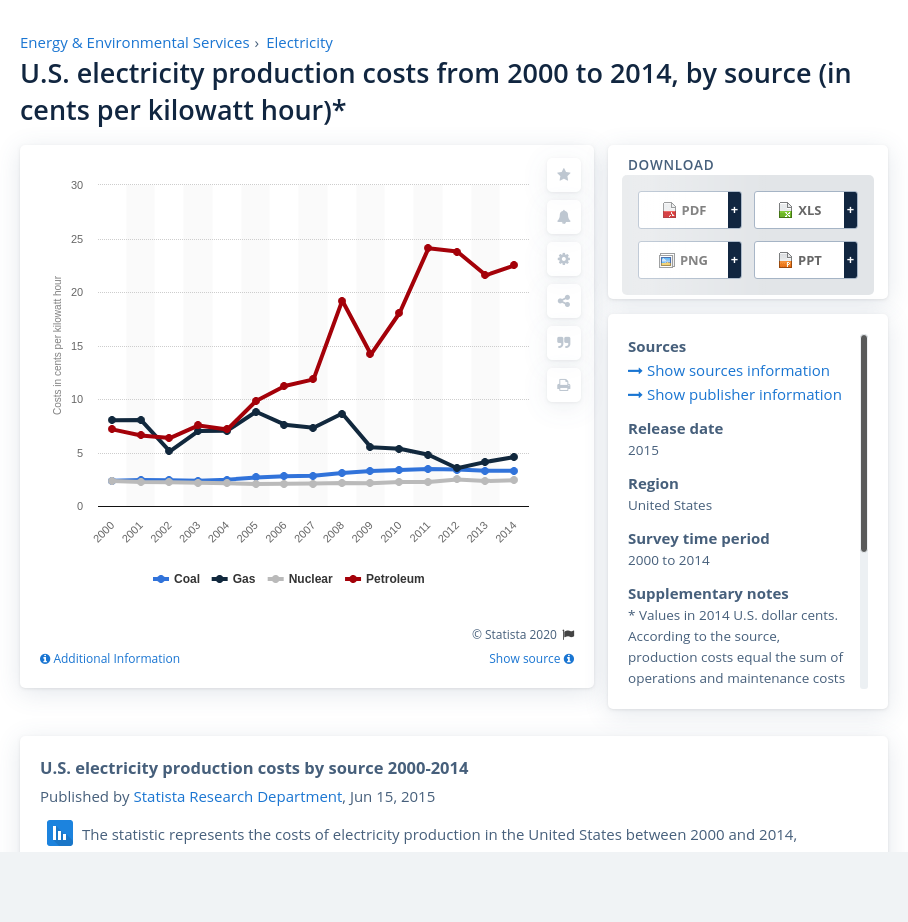 Energy & Environmental Services › Electricity
U.S. electricity production costs from 2000 to 2014, by source (in
cents per kilowatt hour)*
Costs in cents per kilowatt hour
30
25
20
15
10
5
0
2000 2001 2002 2003 2004 2005 2006 2007 2008 2009 2010 2011 2012 2013 2014
Coal Gas Nuclear Petroleum
© Statista 2020
Additional Information Show source
DOWNLOAD
PDF + XLS +
PNG + PPT +
Sources
Show sources information
Show publisher information
Release date
2015
Region
United States
Survey time period
2000 to 2014
Supplementary notes
* Values in 2014 U.S. dollar cents.
According to the source,
production costs equal the sum of
operations and maintenance costs
U.S. electricity production costs by source 2000-2014
Published by Statista Research Department, Jun 15, 2015
The statistic represents the costs of electricity production in the United States between 2000 and 2014,